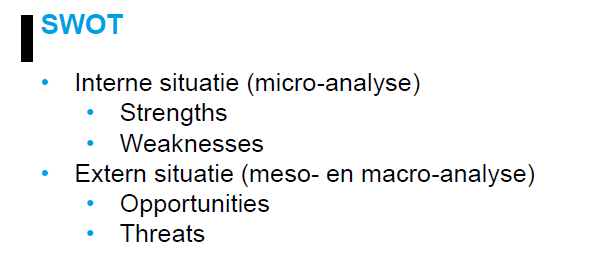 SWOT
• Interne situatie (micro-analyse)
• Strengths
• Weaknesses
• Extern situatie (meso- en macro-analyse)
• Opportunities
• Threats